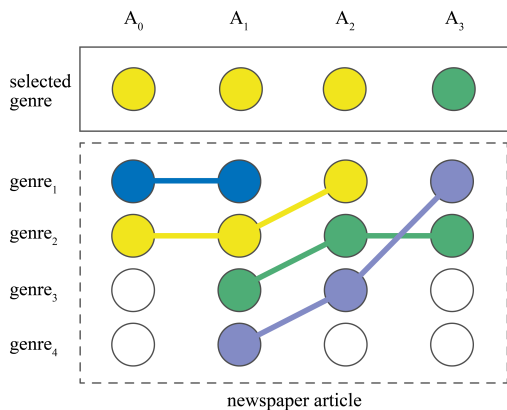 A₀ A₁ A₂ A₃
selected
genre
genre₁
genre₂
genre₃
genre₄
newspaper article